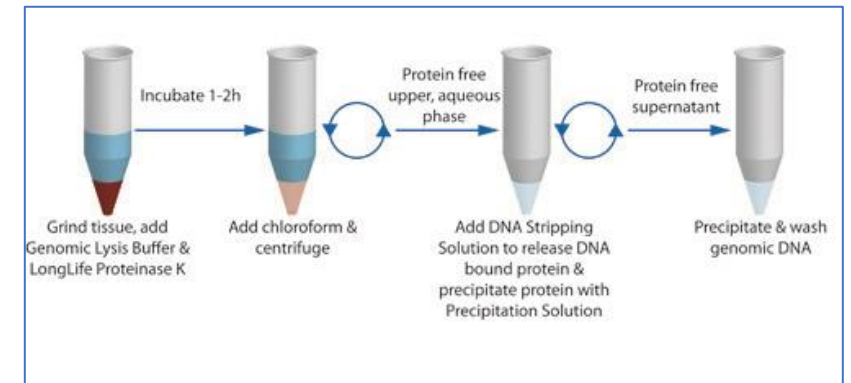 Incubate 1-2h
Protein free
upper, aqueous
phase
Protein free
supernatant
Grind tissue, add
Genomic Lysis Buffer &
LongLife Proteinase K
Add chloroform &
centrifuge
Add DNA Stripping
Solution to release DNA
bound protein &
precipitate protein with
Precipitation Solution
Precipitate & wash
genomic DNA